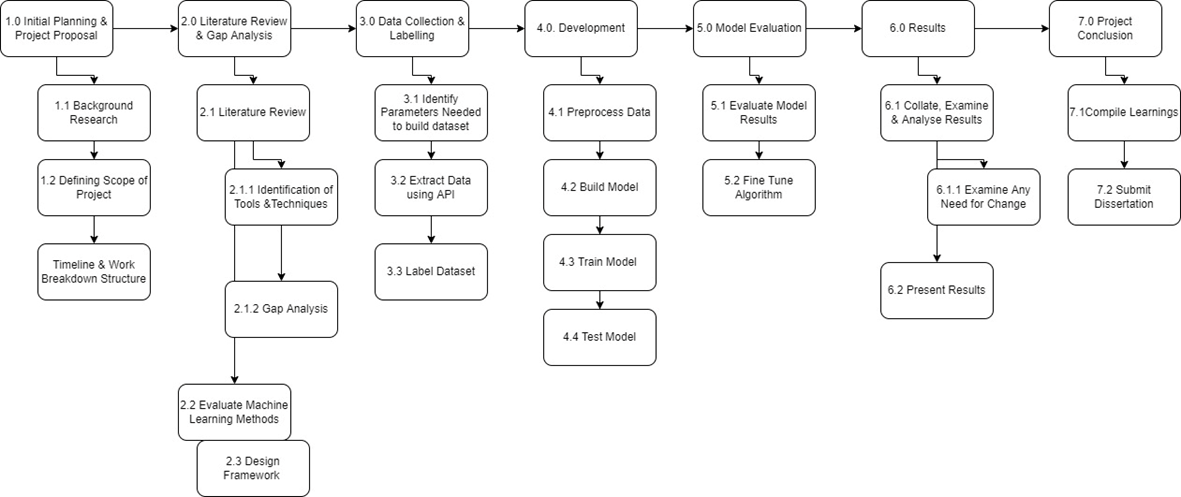 1.0 Initial Planning &
Project Proposal
2.0 Literature Review
& Gap Analysis
3.0 Data Collection &
Labelling
4.0. Development
5.0 Model Evaluation
6.0 Results
7.0 Project
Conclusion
1.1 Background
Research
1.2 Defining Scope of
Project
Timeline & Work
Breakdown Structure
2.1 Literature Review
2.1.1 Identification of
Tools &Techniques
2.1.2 Gap Analysis
2.2 Evaluate Machine
Learning Methods
2.3 Design
Framework
3.1 Identify
Parameters Needed
to build dataset
3.2 Extract Data
using API
3.3 Label Dataset
4.1 Preprocess Data
4.2 Build Model
4.3 Train Model
4.4 Test Model
5.1 Evaluate Model
Results
5.2 Fine Tune
Algorithm
6.1 Collate, Examine
& Analyse Results
6.1.1 Examine Any
Need for Change
6.2 Present Results
7.1Compile Learnings
7.2 Submit
Dissertation